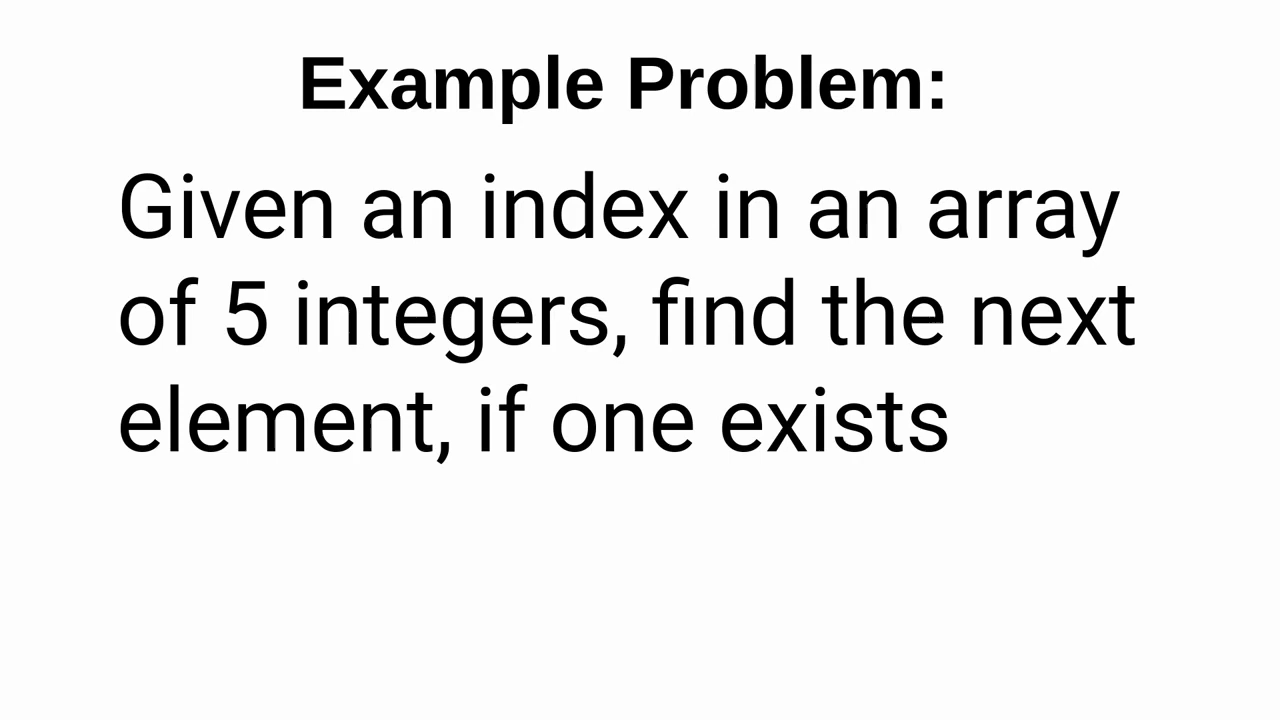 Example Problem:
Given an index in an array
of 5 integers, find the next
element, if one exists